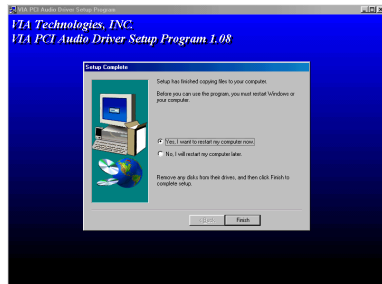 VIA PCI Audio Driver Setup Program
VIA Technologies, INC.
VIA PCI Audio Driver Setup Program 1.08
Setup Complete
Setup has finished copying files to your computer.
Before you can use the program, you must restart Windows or
your computer.
Yes, I want to restart my computer now.
No, I will restart my computer later.
Remove any disks from their drives, and then click Finish to
complete setup.
< Back
Finish